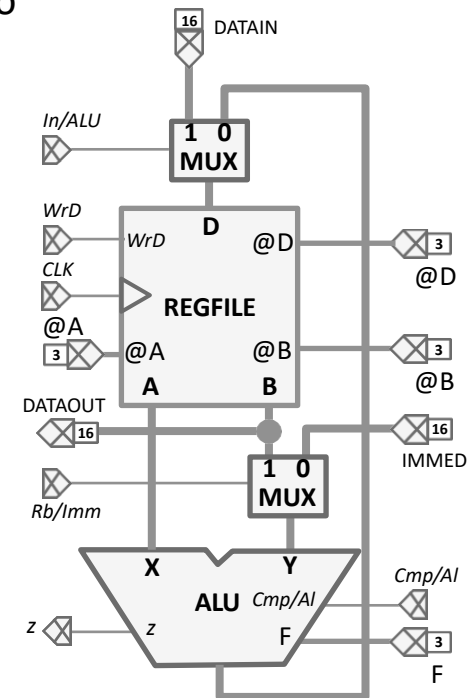 16
DATAIN
In/ALU
1 0
MUX
WrD
D
WrD
@D
3
@D
CLK
REGFILE
@A
3
@A
@B
3
@B
A
B
DATAOUT
16
16
IMMED
1 0
MUX
Rb/Imm
X
Y
Cmp/Al
ALU
Cmp/Al
z
z
F
3
F